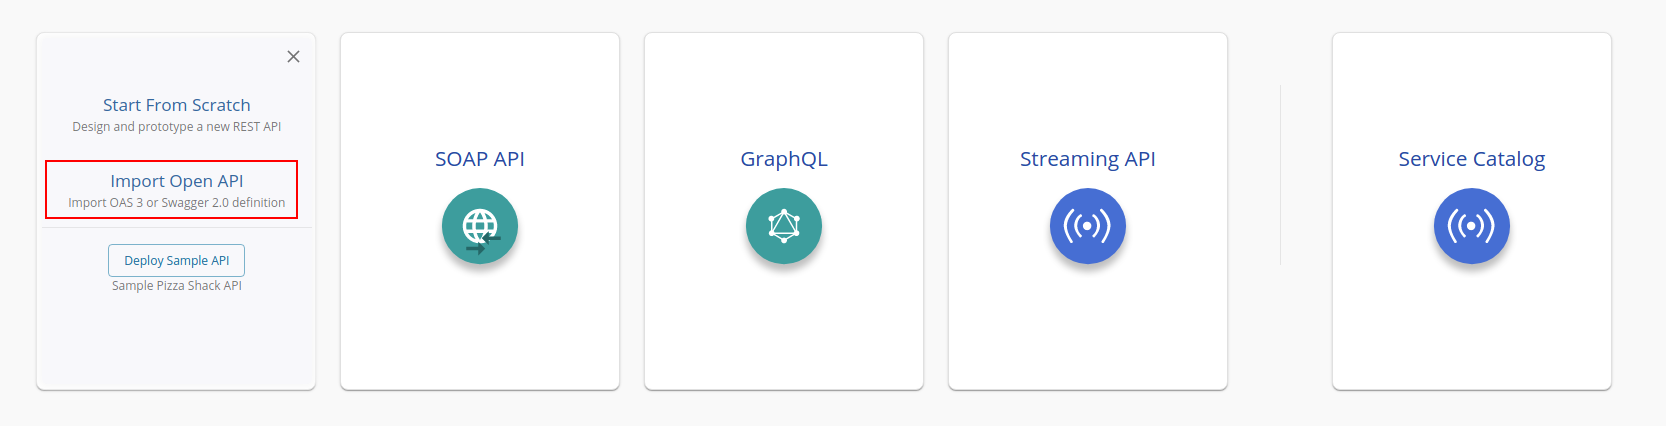 Start From Scratch
Design and prototype a new REST API
Import Open API
Import OAS 3 or Swagger 2.0 definition
Deploy Sample API
Sample Pizza Shack API
SOAP API
GraphQL
Streaming API
Service Catalog